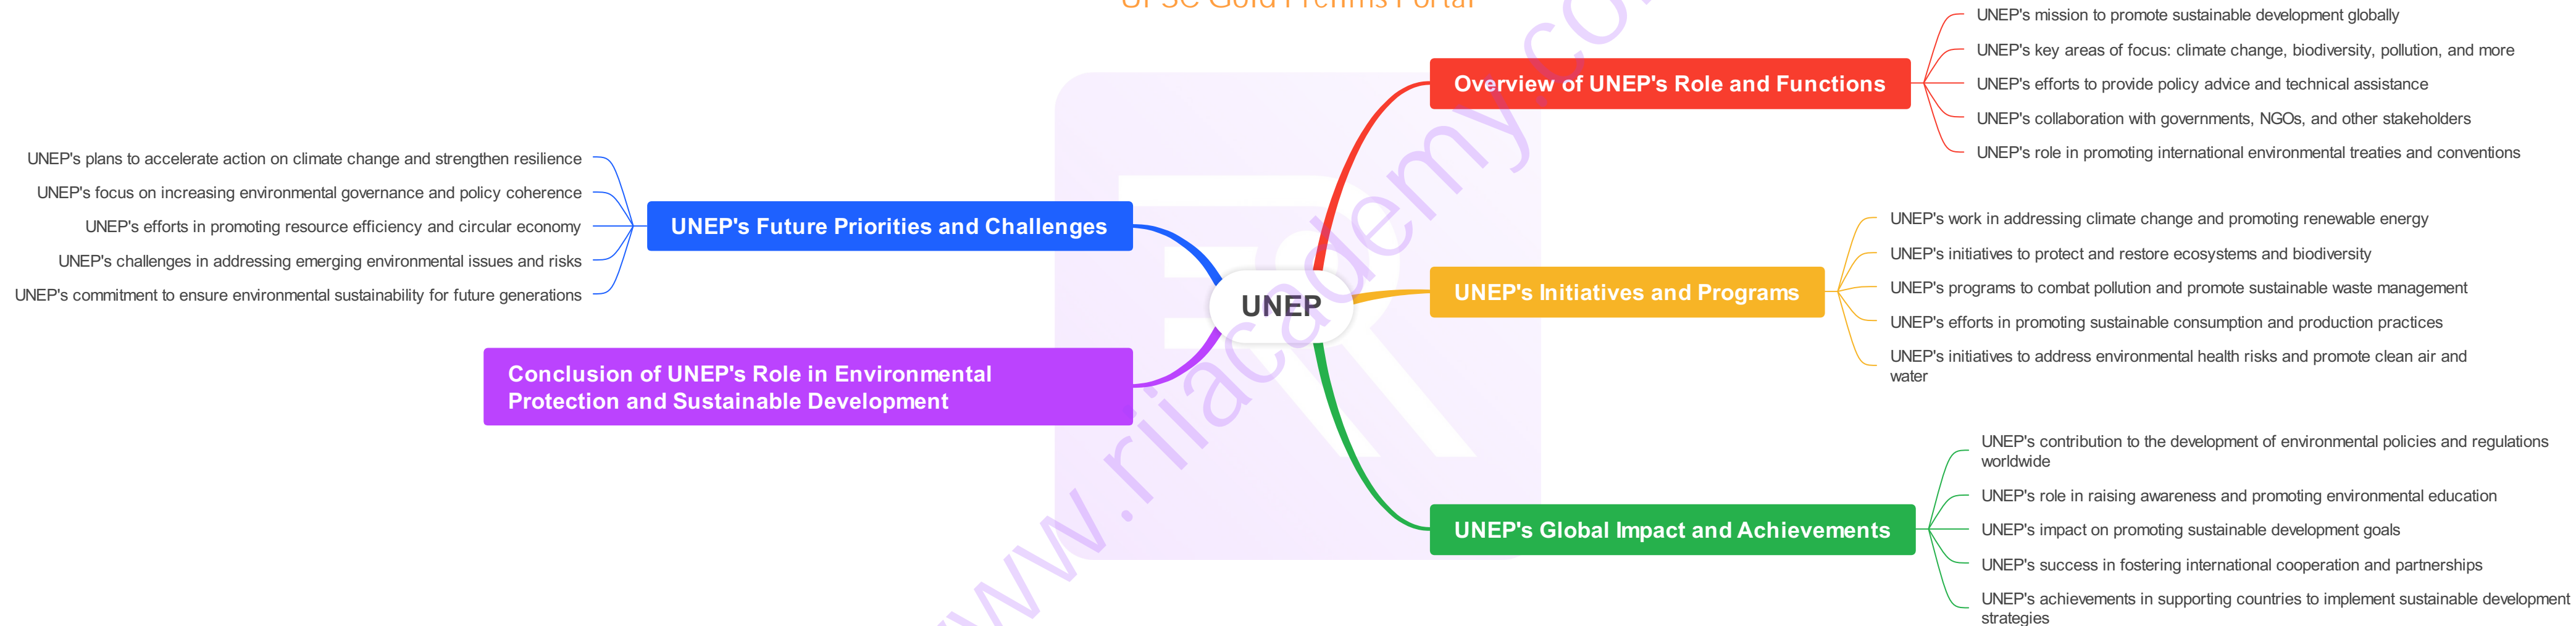 UPSC Gold Prelims Portal
UNEP's mission to promote sustainable development globally
UNEP's key areas of focus: climate change, biodiversity, pollution, and more
Overview of UNEP's Role and Functions
UNEP's efforts to provide policy advice and technical assistance
UNEP's collaboration with governments, NGOs, and other stakeholders
UNEP's role in promoting international environmental treaties and conventions
UNEP's plans to accelerate action on climate change and strengthen resilience
UNEP's focus on increasing environmental governance and policy coherence
UNEP's Future Priorities and Challenges
UNEP's efforts in promoting resource efficiency and circular economy
UNEP's challenges in addressing emerging environmental issues and risks
UNEP's commitment to ensure environmental sustainability for future generations
UNEP
UNEP's work in addressing climate change and promoting renewable energy
UNEP's initiatives to protect and restore ecosystems and biodiversity
UNEP's Initiatives and Programs
UNEP's programs to combat pollution and promote sustainable waste management
UNEP's efforts in promoting sustainable consumption and production practices
UNEP's initiatives to address environmental health risks and promote clean air and
water
Conclusion of UNEP's Role in Environmental
Protection and Sustainable Development
UNEP's contribution to the development of environmental policies and regulations
worldwide
UNEP's role in raising awareness and promoting environmental education
UNEP's Global Impact and Achievements
UNEP's impact on promoting sustainable development goals
UNEP's success in fostering international cooperation and partnerships
UNEP's achievements in supporting countries to implement sustainable development
strategies